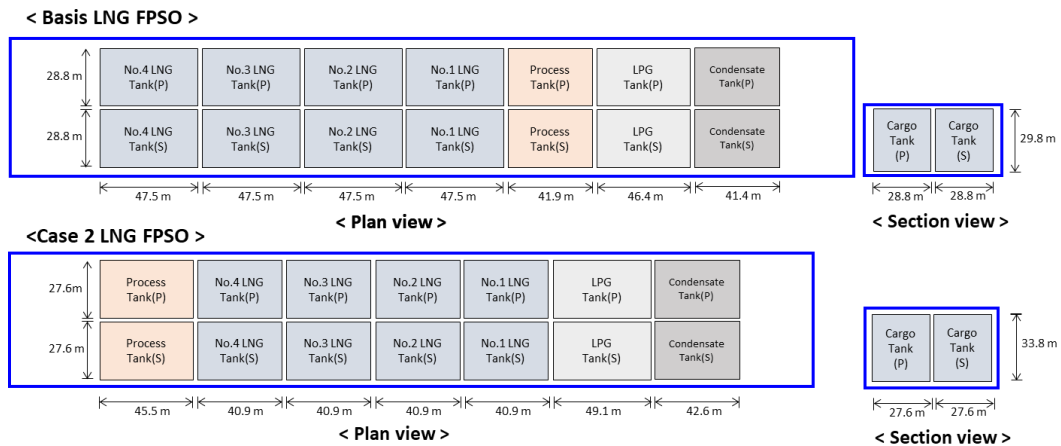 < Basis LNG FPSO >
28.8 m
No.4 LNG
Tank(P)
No.3 LNG
Tank(P)
No.2 LNG
Tank(P)
No.1 LNG
Tank(P)
Process
Tank(P)
LPG
Tank(P)
Condensate
Tank(P)
28.8 m
No.4 LNG
Tank(S)
No.3 LNG
Tank(S)
No.2 LNG
Tank(S)
No.1 LNG
Tank(S)
Process
Tank(S)
LPG
Tank(S)
Condensate
Tank(S)
47.5 m
47.5 m
47.5 m
47.5 m
41.9 m
46.4 m
41.4 m
< Plan view >
Cargo
Tank
(P)
Cargo
Tank
(S)
29.8 m
28.8 m
28.8 m
< Section view >
<Case 2 LNG FPSO >
27.6m
Process
Tank(P)
No.4 LNG
Tank(P)
No.3 LNG
Tank(P)
No.2 LNG
Tank(P)
No.1 LNG
Tank(P)
LPG
Tank(P)
Condensate
Tank(P)
27.6 m
Process
Tank(S)
No.4 LNG
Tank(S)
No.3 LNG
Tank(S)
No.2 LNG
Tank(S)
No.1 LNG
Tank(S)
LPG
Tank(S)
Condensate
Tank(S)
45.5 m
40.9 m
40.9 m
40.9 m
40.9 m
49.1 m
42.6 m
< Plan view >
Cargo
Tank
(P)
Cargo
Tank
(S)
33.8 m
27.6 m
27.6 m
< Section view >